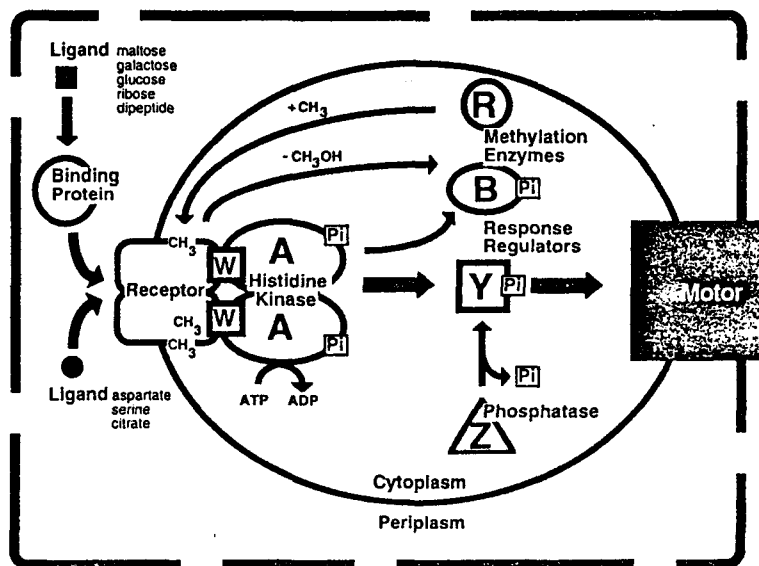 Ligand maltose
galactose
glucose
ribose
dipeptide
Binding
Protein
+CH3
- CH3OH
R
Methylation
Enzymes
B Pi
Response
Regulators
CH3
W
A
Pi
Receptor
Histidine
Kinase
CH3
W
A
CH3
Pi
Y Pi
Motor
Ligand aspartate
serine
citrate
ATP ADP
Pi
Phosphatase
Z
Cytoplasm
Periplasm